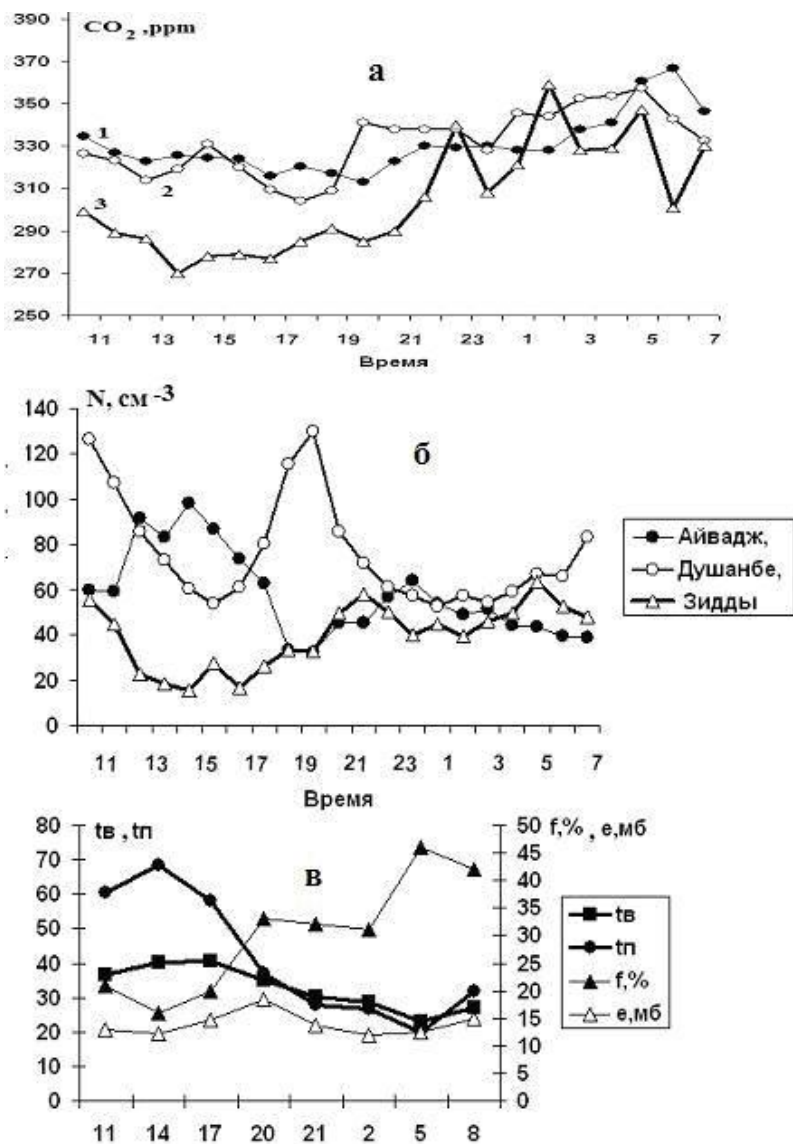 390
CO2 ,ppm
а
370
350
1
330
2
310
3
290
270
250
11 13 15 17 19 21 23 1 3 5 7
Время
140
N, см -3
б
120
100
80
60
40
20
0
Айвадж,
Душанбе,
Зидды
11 13 15 17 19 21 23 1 3 5 7
Время
80 50
tв ,tп f,% , e,мб
в
70 45
60 40
50 35
40 30
30 25
20 20
10 15
0 10
5
0
tв
tп
f,%
e,мб
11 14 17 20 21 2 5 8